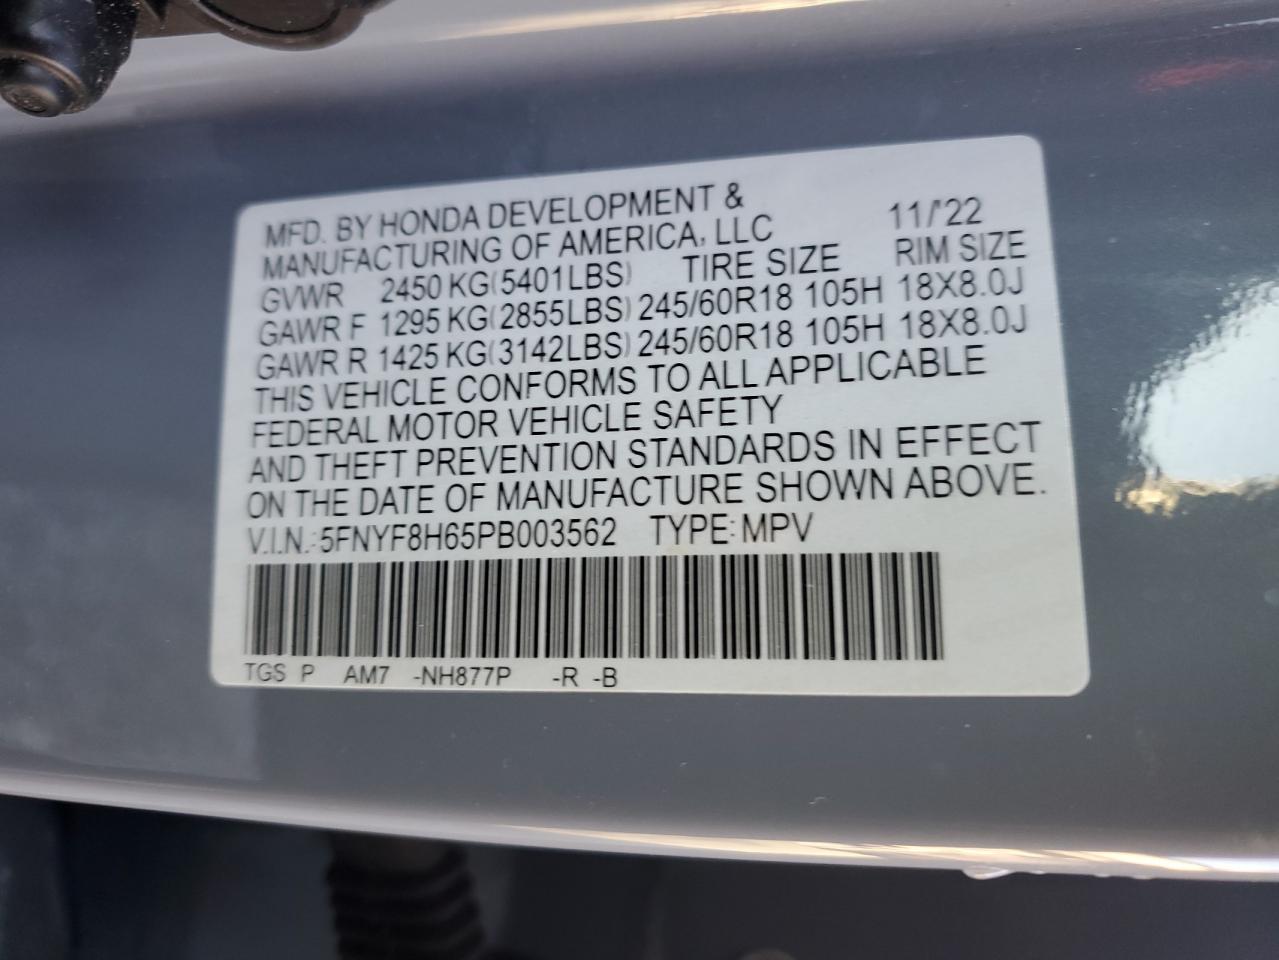 MFD. BY HONDA DEVELOPMENT &
MANUFACTURING OF AMERICA, LLC 11/'22
GVWR 2450 KG(5401LBS) TIRE SIZE RIM SIZE
GAWR F 1295 KG(2855LBS) 245/60R18 105H 18X8.0J
GAWR R 1425 KG(3142LBS) 245/60R18 105H 18X8.0J
THIS VEHICLE CONFORMS TO ALL APPLICABLE
FEDERAL MOTOR VEHICLE SAFETY
AND THEFT PREVENTION STANDARDS IN EFFECT
ON THE DATE OF MANUFACTURE SHOWN ABOVE.
V.I.N.:5FNYF8H65PB003562 TYPE:MPV
TGS P AM7 -NH877P -R -B